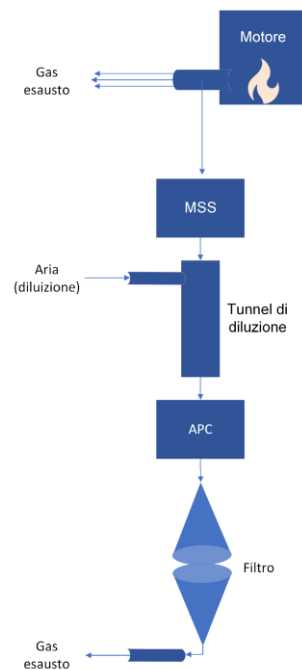 Motore
Gas
esausto
MSS
Aria
(diluizione)
Tunnel di
diluzione
APC
Filtro
Gas
esausto